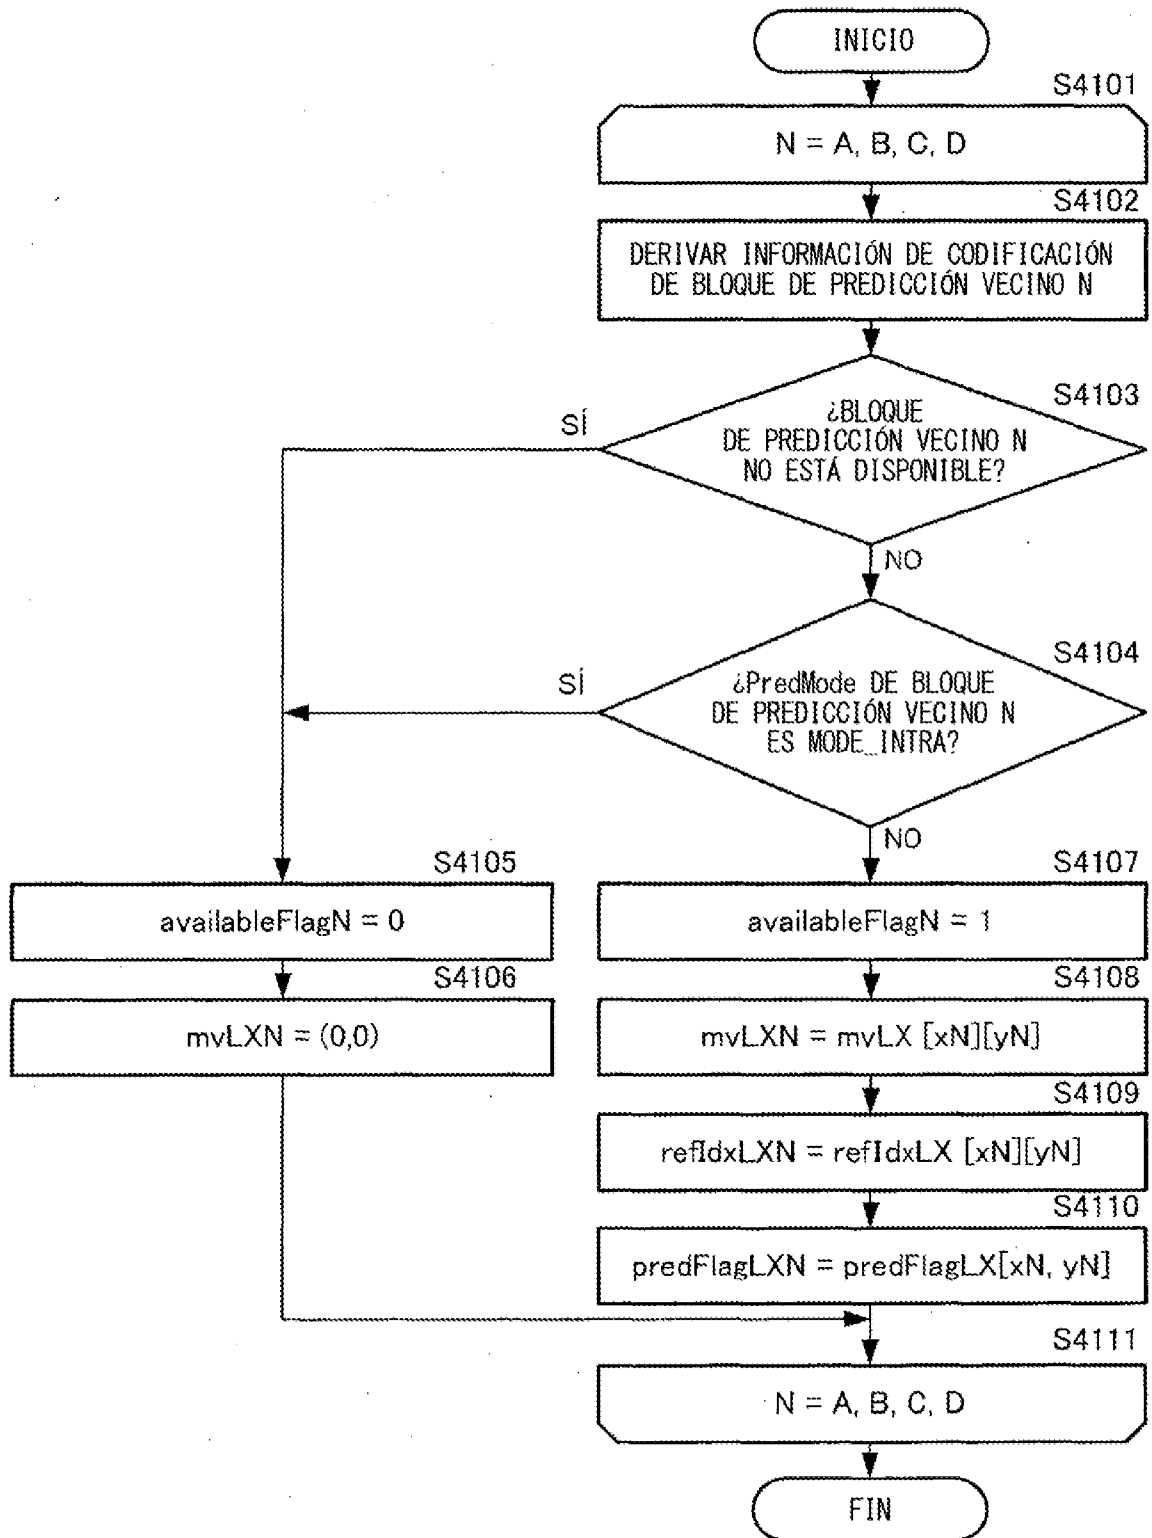 INICIO
S4101
N = A, B, C, D
S4102
DERIVAR INFORMACIÓN DE CODIFICACIÓN
DE BLOQUE DE PREDICCIÓN VECINO N
S4103
¿BLOQUE
DE PREDICCIÓN VECINO N
NO ESTÁ DISPONIBLE?
SÍ
NO
S4104
¿PredMode DE BLOQUE
DE PREDICCIÓN VECINO N
ES MODE_INTRA?
SÍ
NO
S4105
availableFlagN = 0
S4106
mvLXN = (0,0)
S4107
availableFlagN = 1
S4108
mvLXN = mvLX [xN][yN]
S4109
refIdxLXN = refIdxLX [xN][yN]
S4110
predFlagLXN = predFlagLX[xN, yN]
S4111
N = A, B, C, D
FIN